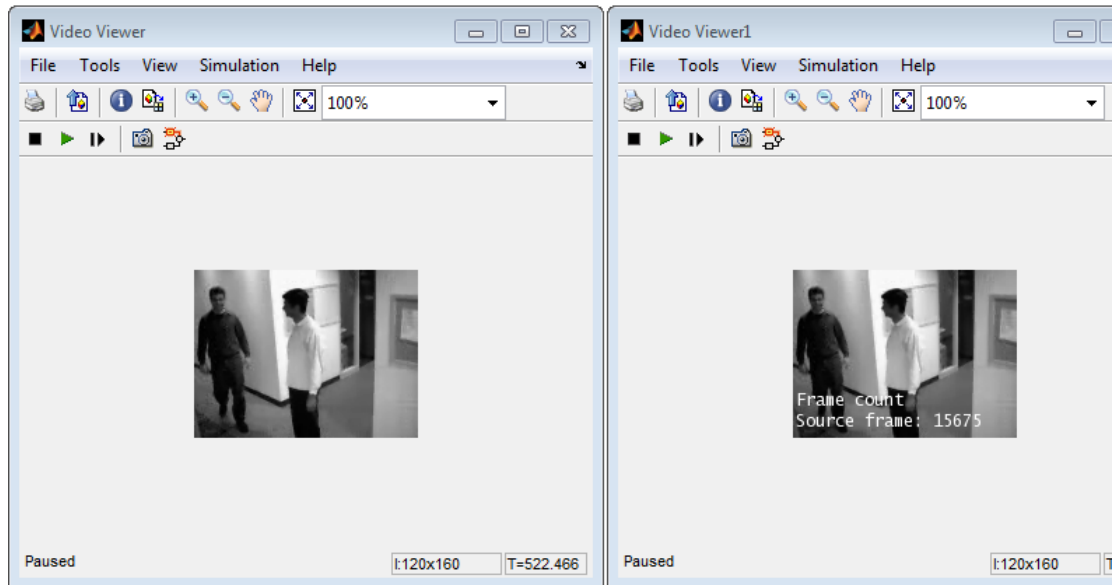 Video Viewer
File Tools View Simulation Help
100%
Paused
I:120x160 T=522.466
Video Viewer1
File Tools View Simulation Help
100%
Frame count
Source frame: 15675
Paused
I:120x160 T